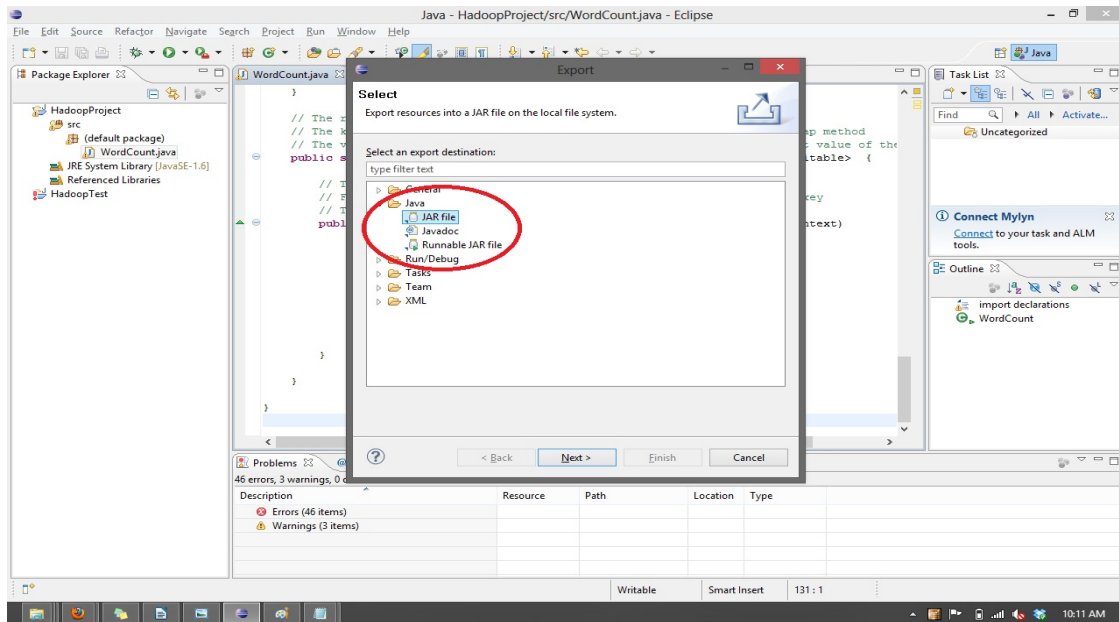 Java - HadoopProject/src/WordCount.java - Eclipse
File Edit Source Refactor Navigate Search Project Run Window Help
Java
Package Explorer
HadoopProject
src
(default package)
WordCount.java
JRE System Library [JavaSE-1.6]
Referenced Libraries
HadoopTest
WordCount.java
}
// The
// The
// The
public
//
//
//
publ
}
}
}
method
value of the
{
Export
Select
Export resources into a JAR file on the local file system.
Select an export destination:
type filter text
General
Java
JAR file
Javadoc
Runnable JAR file
Run/Debug
Tasks
Team
XML
< Back Next > Finish Cancel
Task List
Find All Activate...
Uncategorized
Connect Mylyn
Connect to your task and ALM
tools.
Outline
import declarations
WordCount
Problems
46 errors, 3 warnings, 0
Description Resource Path Location Type
Errors (46 items)
Warnings (3 items)
Writable Smart Insert 131 : 1
10:11 AM